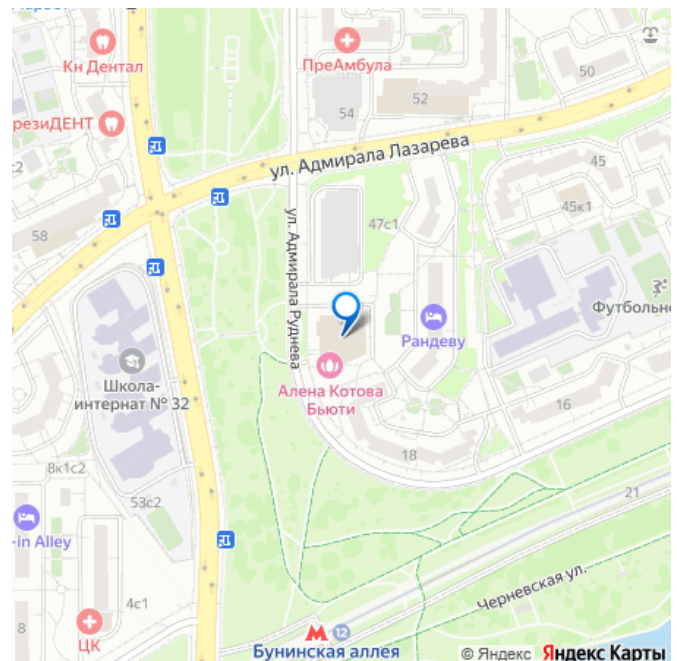 Кн Дентал
ПреАмбула
50
52
54
резиДЕНТ
ул. Адмирала Лазарева
45
45к1
47с1
58
ул. Адмирала Руднева
Рандеву
Футбольн
Школа-
интернат № 32
Алена Котова
Бьюти
16
18
8к1с2
53с2
21
-in Alley
Черневская ул.
4с1
8
ЦК
12
Бунинская аллея
© Яндекс Яндекс Карты